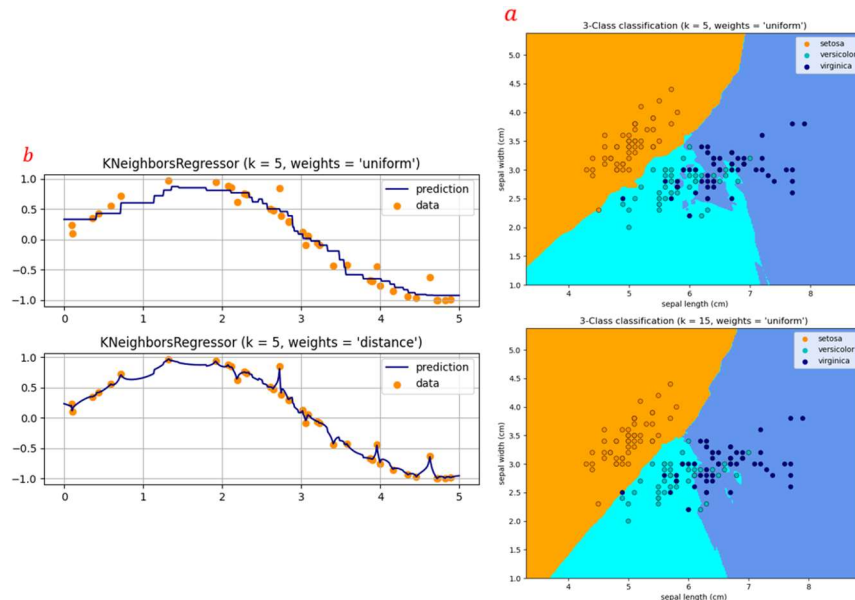 a
3-Class classification (k = 5, weights = 'uniform')
setosa
versicolor
virginica
5.0
4.5
4.0
3.5
3.0
2.5
2.0
1.5
1.0
sepal width (cm)
4 5 6 7 8
sepal length (cm)
b
KNeighborsRegressor (k = 5, weights = 'uniform')
prediction
data
1.0
0.5
0.0
−0.5
−1.0
0 1 2 3 4 5
KNeighborsRegressor (k = 5, weights = 'distance')
prediction
data
1.0
0.5
0.0
−0.5
−1.0
0 1 2 3 4 5
3-Class classification (k = 15, weights = 'uniform')
setosa
versicolor
virginica
5.0
4.5
4.0
3.5
3.0
2.5
2.0
1.5
1.0
sepal width (cm)
4 5 6 7 8
sepal length (cm)